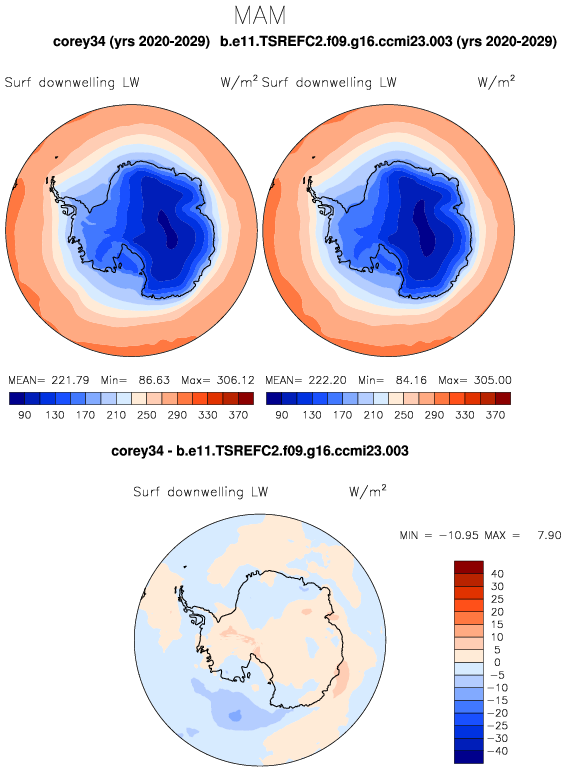 MAM
corey34 (yrs 2020-2029) b.e11.TSREFC2.f09.g16.ccmi23.003 (yrs 2020-2029)
Surf downwelling LW W/m² Surf downwelling LW W/m²
MEAN= 221.79 Min= 86.63 Max= 306.12 MEAN= 222.20 Min= 84.16 Max= 305.00
90 130 170 210 250 290 330 370 90 130 170 210 250 290 330 370
corey34 - b.e11.TSREFC2.f09.g16.ccmi23.003
Surf downwelling LW W/m²
MIN = −10.95 MAX = 7.90
40
30
25
20
15
10
5
0
−5
−10
−15
−20
−25
−30
−40